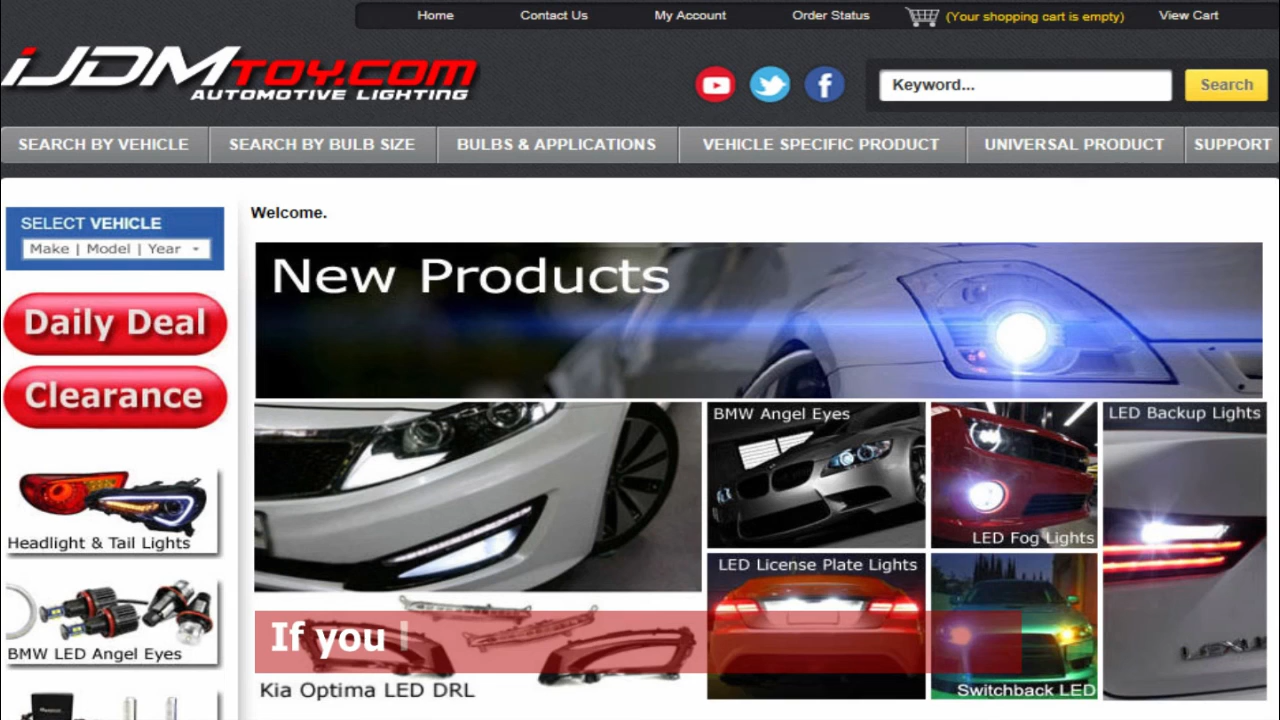 Home Contact Us My Account Order Status (Your shopping cart is empty) View Cart
iJDMTOY.COM
AUTOMOTIVE LIGHTING
Keyword... Search
SEARCH BY VEHICLE SEARCH BY BULB SIZE BULBS & APPLICATIONS VEHICLE SPECIFIC PRODUCT UNIVERSAL PRODUCT SUPPORT
Welcome.
SELECT VEHICLE
Make | Model | Year
Daily Deal
Clearance
Headlight & Tail Lights
BMW LED Angel Eyes
New Products
BMW Angel Eyes
LED Fog Lights
LED Backup Lights
LED License Plate Lights
Switchback LED
If you
Kia Optima LED DRL